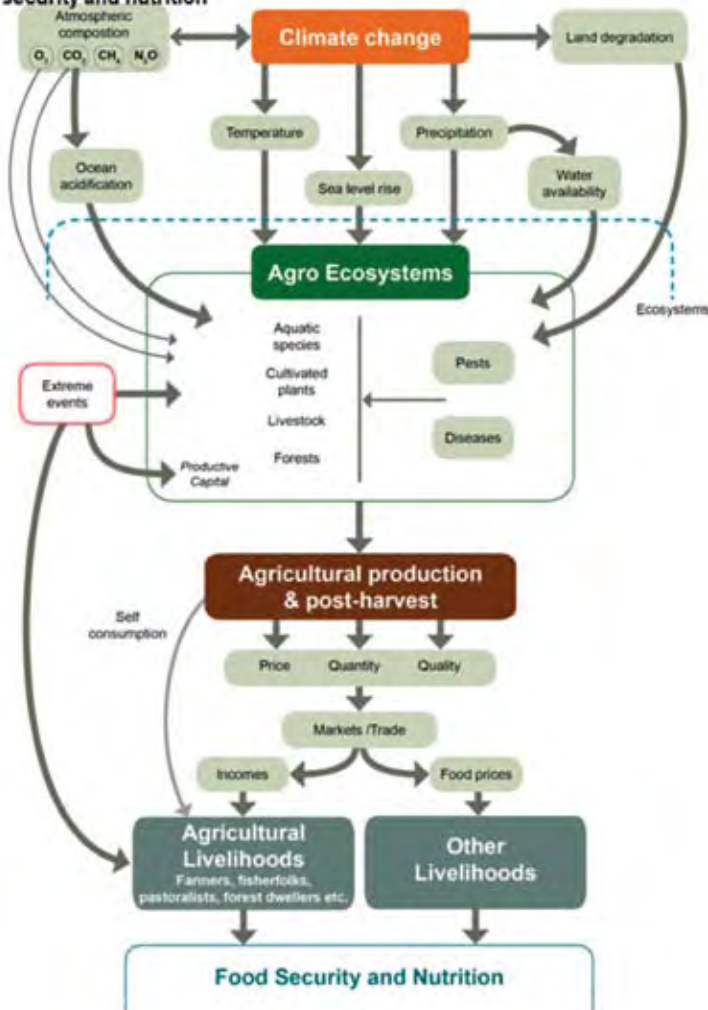 security and nutrition
Atmospheric
compostion
O₃ CO₂ CH₄ N₂O
Climate change
Land degradation
Temperature
Precipitation
Ocean
acidification
Sea level rise
Water
availability
Agro Ecosystems
Ecosystems
Aquatic
species
Cultivated
plants
Livestock
Forests
Pests
Diseases
Extreme
events
Productive
Capital
Agricultural production
& post-harvest
Self
consumption
Price Quantity Quality
Markets /Trade
Incomes
Food prices
Agricultural
Livelihoods
Fanners, fisherfolks,
pastoralists, forest dwellers etc.
Other
Livelihoods
Food Security and Nutrition